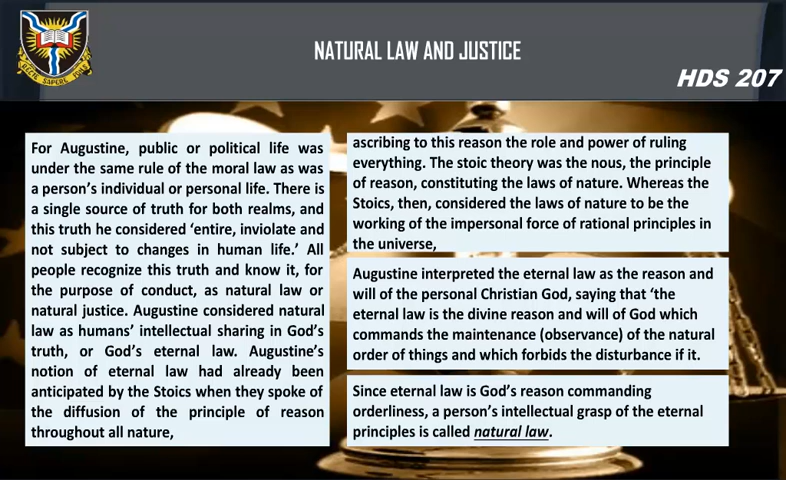 NATURAL LAW AND JUSTICE
HDS 207
RECTE SAPERE FONS
For Augustine, public or political life was
under the same rule of the moral law as was
a person's individual or personal life. There is
a single source of truth for both realms, and
this truth he considered 'entire, inviolate and
not subject to changes in human life.' All
people recognize this truth and know it, for
the purpose of conduct, as natural law or
natural justice. Augustine considered natural
law as humans' intellectual sharing in God's
truth, or God's eternal law. Augustine's
notion of eternal law had already been
anticipated by the Stoics when they spoke of
the diffusion of the principle of reason
throughout all nature,
ascribing to this reason the role and power of ruling
everything. The stoic theory was the nous, the principle
of reason, constituting the laws of nature. Whereas the
Stoics, then, considered the laws of nature to be the
working of the impersonal force of rational principles in
the universe,
Augustine interpreted the eternal law as the reason and
will of the personal Christian God, saying that 'the
eternal law is the divine reason and will of God which
commands the maintenance (observance) of the natural
order of things and which forbids the disturbance if it.
Since eternal law is God's reason commanding
orderliness, a person's intellectual grasp of the eternal
principles is called natural law.